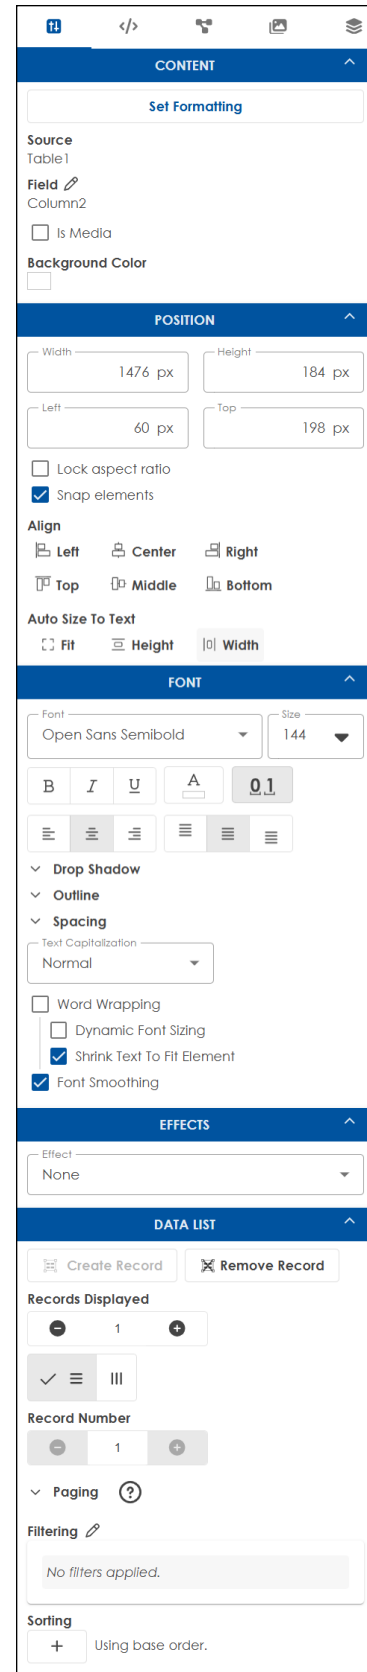 </>
CONTENT
Set Formatting
Source
Table1
Field
Column2
Is Media
Background Color
POSITION
Width Height
1476 px 184 px
Left Top
60 px 198 px
Lock aspect ratio
Snap elements
Align
Left Center Right
Top Middle Bottom
Auto Size To Text
Fit Height Width
FONT
Font Size
Open Sans Semibold 144
B I U A 01
Drop Shadow
Outline
Spacing
Text Capitalization
Normal
Word Wrapping
Dynamic Font Sizing
Shrink Text To Fit Element
Font Smoothing
EFFECTS
Effect
None
DATA LIST
Create Record Remove Record
Records Displayed
1
Record Number
1
Paging ?
Filtering
No filters applied.
Sorting
+ Using base order.